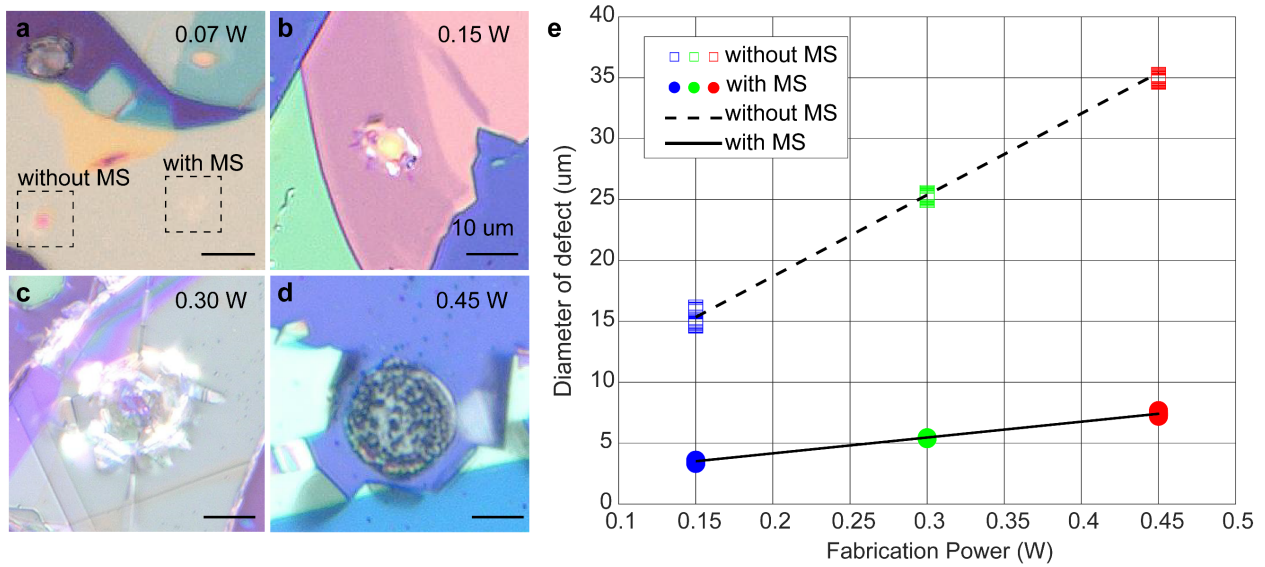 a
0.07 W
without MS
with MS
b
0.15 W
10 um
c
0.30 W
d
0.45 W
e
without MS
with MS
without MS
with MS
Diameter of defect (um)
40
35
30
25
20
15
10
5
0
0.1 0.15 0.2 0.25 0.3 0.35 0.4 0.45 0.5
Fabrication Power (W)